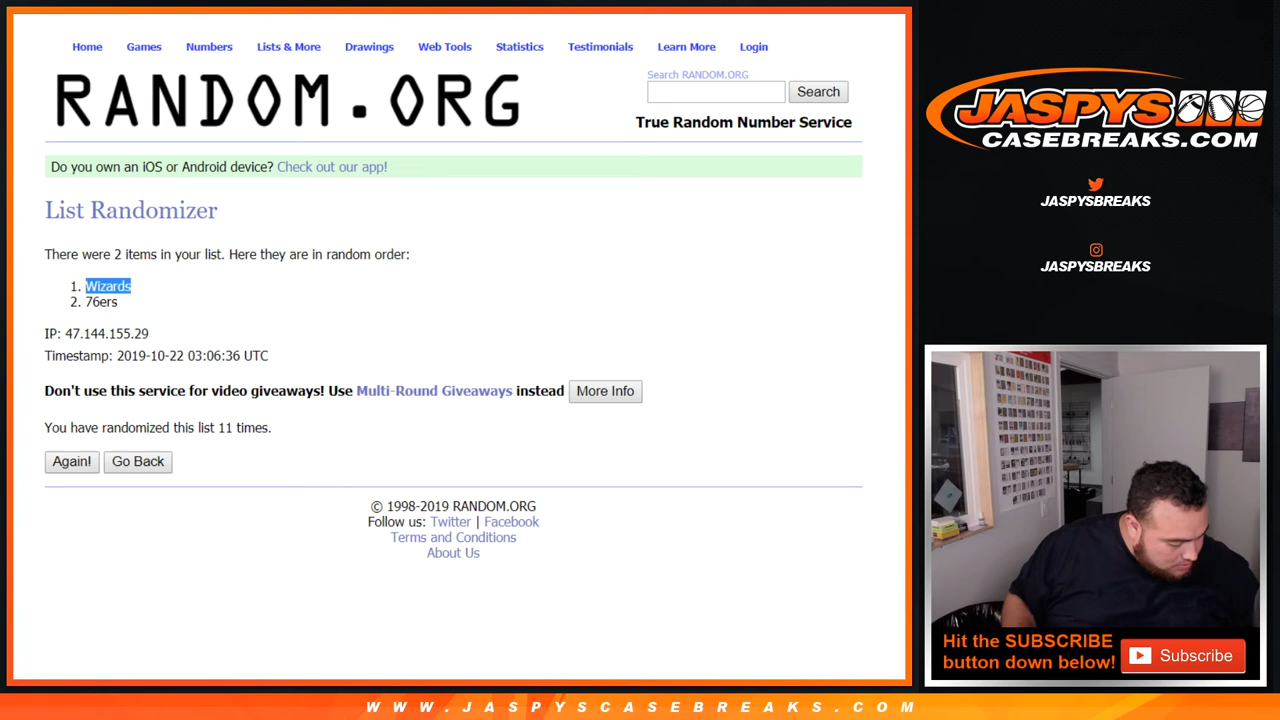 Home Games Numbers Lists & More Drawings Web Tools Statistics Testimonials Learn More Login
RANDOM.ORG
Search RANDOM.ORG
Search
True Random Number Service
Do you own an iOS or Android device? Check out our app!
List Randomizer
There were 2 items in your list. Here they are in random order:
1. Wizards
2. 76ers
IP: 47.144.155.29
Timestamp: 2019-10-22 03:06:36 UTC
Don't use this service for video giveaways! Use Multi-Round Giveaways instead More Info
You have randomized this list 11 times.
Again! Go Back
© 1998-2019 RANDOM.ORG
Follow us: Twitter | Facebook
Terms and Conditions
About Us
JASPYS
CASEBREAKS.COM
JASPYSBREAKS
JASPYSBREAKS
Hit the SUBSCRIBE
button down below!
Subscribe
WWW.JASPYSCASEBREAKS.COM